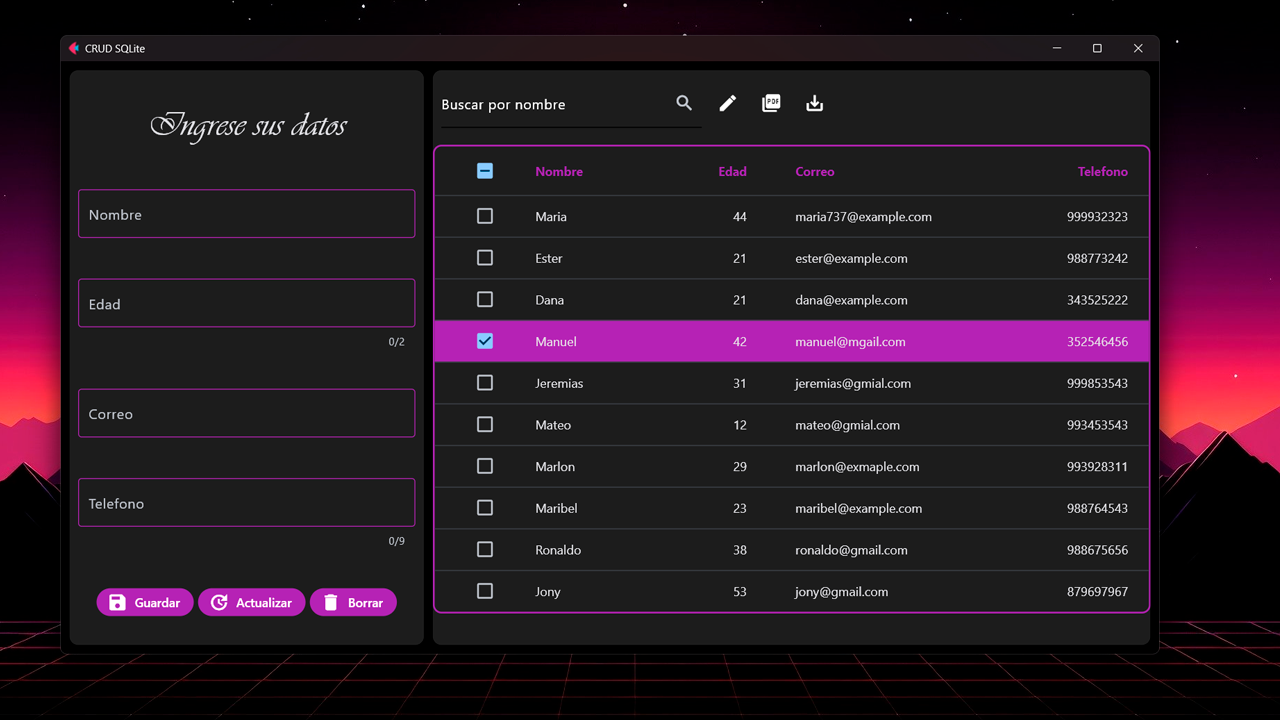 CRUD SQLite
Ingrese sus datos
Nombre
Edad
0/2
Correo
Telefono
0/9
Guardar Actualizar Borrar
Buscar por nombre PDF
Nombre Edad Correo Telefono
Maria 44 maria737@example.com 999932323
Ester 21 ester@example.com 988773242
Dana 21 dana@example.com 343525222
Manuel 42 manuel@mgail.com 352546456
Jeremias 31 jeremias@gmial.com 999853543
Mateo 12 mateo@gmial.com 993453543
Marlon 29 marlon@exmaple.com 993928311
Maribel 23 maribel@example.com 988764543
Ronaldo 38 ronaldo@gmail.com 988675656
Jony 53 jony@gmail.com 879697967